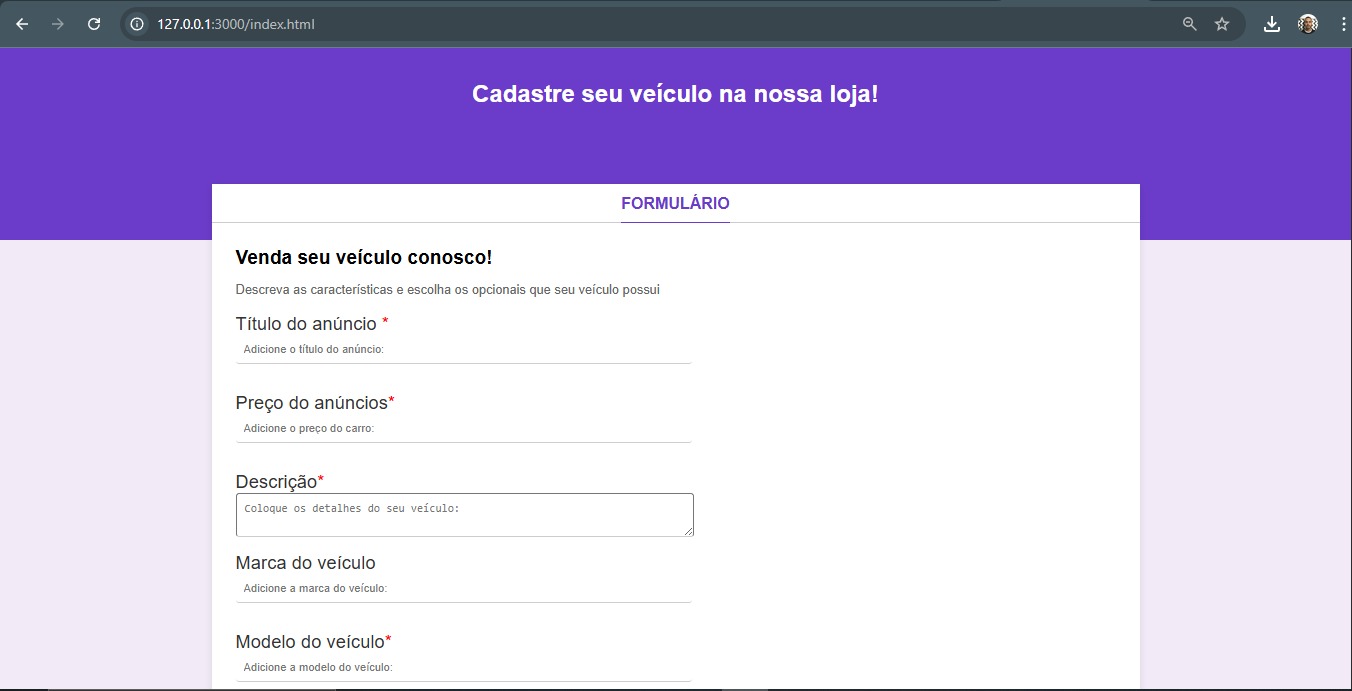 127.0.0.1:3000/index.html
Cadastre seu veículo na nossa loja!
FORMULÁRIO
Venda seu veículo conosco!
Descreva as características e escolha os opcionais que seu veículo possui
Título do anúncio *
Adicione o título do anúncio:
Preço do anúncios*
Adicione o preço do carro:
Descrição*
Coloque os detalhes do seu veículo:
Marca do veículo
Adicione a marca do veículo:
Modelo do veículo*
Adicione a modelo do veículo: